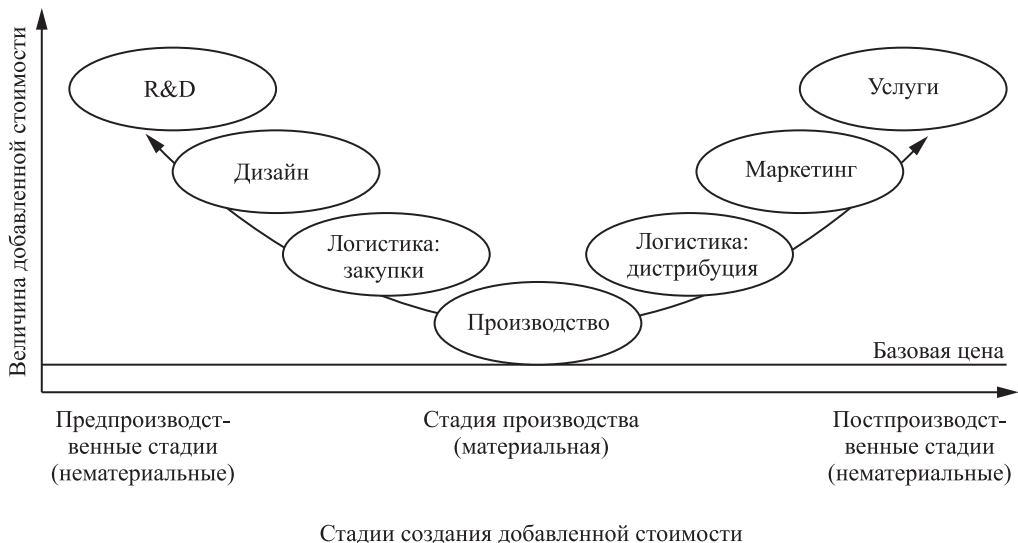 Величина добавленной стоимости
R&D
Услуги
Дизайн
Маркетинг
Логистика:
закупки
Логистика:
дистрибуция
Производство
Базовая цена
Предпроизводст-
венные стадии
(нематериальные)
Стадия производства
(материальная)
Постпроизводст-
венные стадии
(нематериальные)
Стадии создания добавленной стоимости